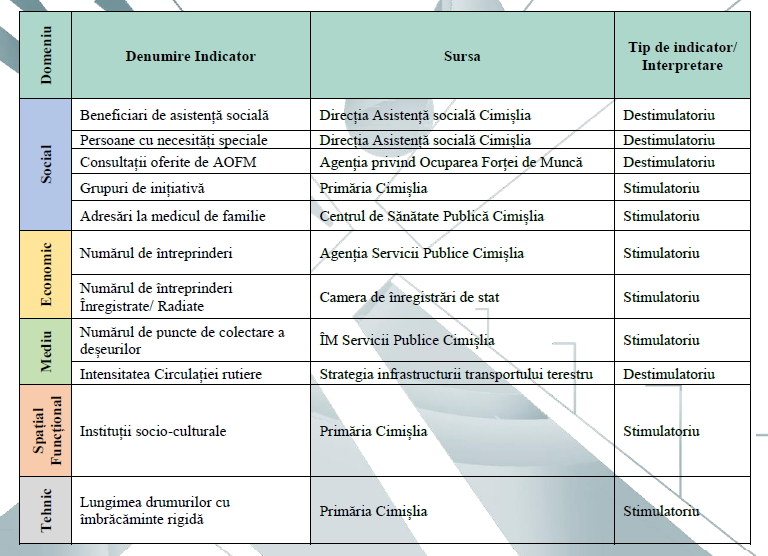 Domeniu
Denumire Indicator
Sursa
Tip de indicator/
Interpretare
Social
Beneficiari de asistență socială
Direcția Asistență socială Cimișlia
Destimulatoriu
Persoane cu necesități speciale
Direcția Asistență socială Cimișlia
Destimulatoriu
Consultații oferite de AOFM
Agenția privind Ocuparea Forței de Muncă
Destimulatoriu
Grupuri de inițiativă
Primăria Cimișlia
Stimulatoriu
Adresări la medicul de familie
Centrul de Sănătate Publică Cimișlia
Stimulatoriu
Economic
Numărul de întreprinderi
Agenția Servicii Publice Cimișlia
Stimulatoriu
Numărul de întreprinderi
Înregistrate/ Radiate
Camera de înregistrări de stat
Stimulatoriu
Mediu
Numărul de puncte de colectare a
deșeurilor
ÎM Servicii Publice Cimișlia
Stimulatoriu
Intensitatea Circulației rutiere
Strategia infrastructurii transportului terestru
Destimulatoriu
Spațial
Funcțional
Instituții socio-culturale
Primăria Cimișlia
Stimulatoriu
Tehnic
Lungimea drumurilor cu
îmbrăcăminte rigidă
Primăria Cimișlia
Stimulatoriu